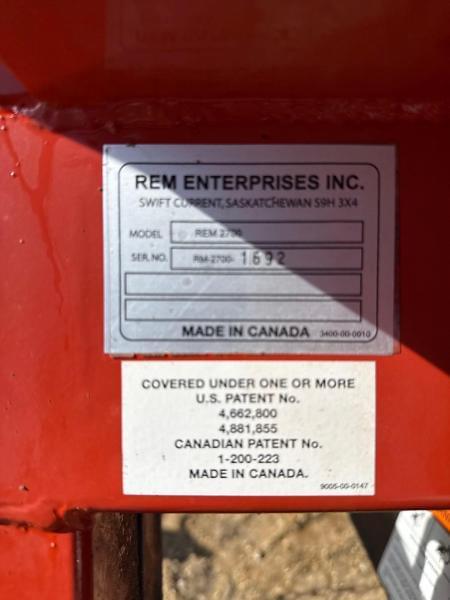 REM ENTERPRISES INC.
SWIFT CURRENT, SASKATCHEWAN S9H 3X4
MODEL REM 2700
SER. NO. RM-2700- 1692
MADE IN CANADA 3400-00-0010
COVERED UNDER ONE OR MORE
U.S. PATENT No.
4,662,800
4,881,855
CANADIAN PATENT No.
1-200-223
MADE IN CANADA.
9005-00-0147